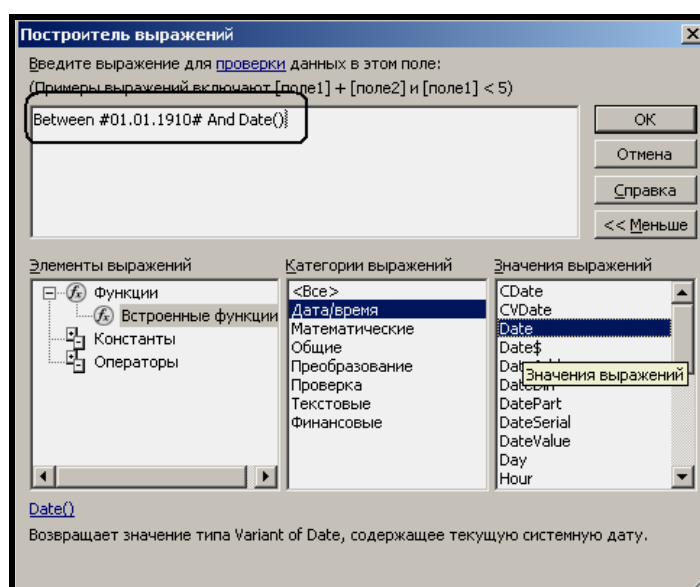 Построитель выражений
Введите выражение для проверки данных в этом поле:
(Примеры выражений включают [поле1] + [поле2] и [поле1] < 5)
Between #01.01.1910# And Date()
OK
Отмена
Справка
<< Меньше
Элементы выражений
Функции
Встроенные функции
Константы
Операторы
Категории выражений
<Все>
Дата/время
Математические
Общие
Преобразование
Проверка
Текстовые
Финансовые
Значения выражений
CDate
CVDate
Date
Date$
Значения выражений
DatePart
DateSerial
DateValue
Day
Hour
Date()
Возвращает значение типа Variant of Date, содержащее текущую системную дату.